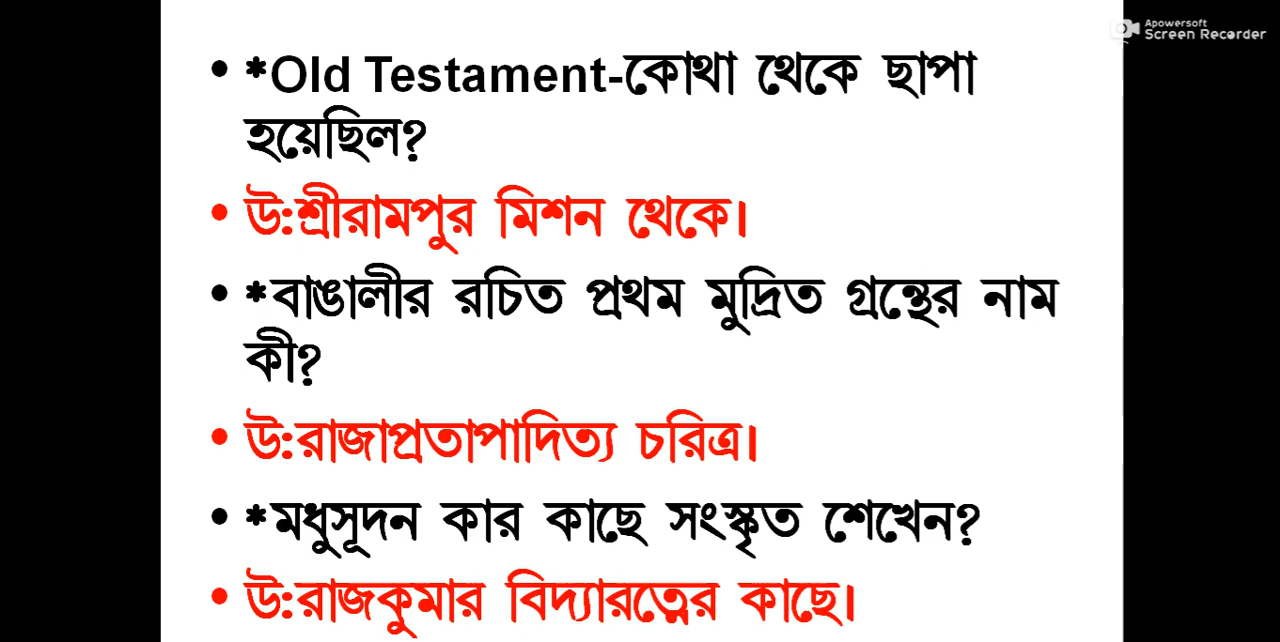 Apowersoft
Screen Recorder
• *Old Testament-কোথা থেকে ছাপা
হয়েছিল?
• উ:শ্রীরামপুর মিশন থেকে।
• *বাঙালীর রচিত প্রথম মুদ্রিত গ্রন্থের নাম
কী?
• উ:রাজাপ্রতাপাদিত্য চরিত্র।
• *মধুসূদন কার কাছে সংস্কৃত শেখেন?
• উ:রাজকুমার বিদ্যারত্নের কাছে।